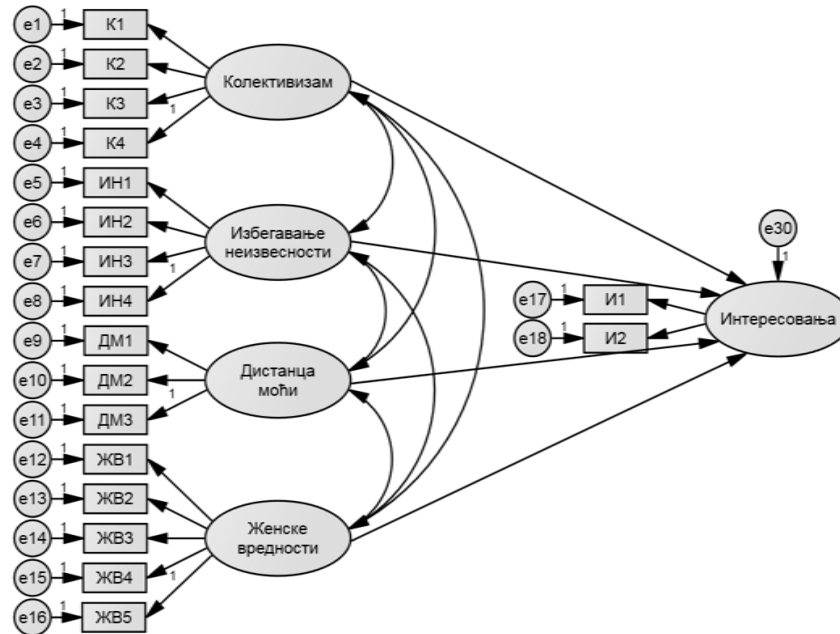 e1 1 К1
e2 1 К2
Колективизам
e3 1 К3
1
e4 1 К4
e5 1 ИН1
e6 1 ИН2
Избегавање
неизвесности
e7 1 ИН3
1
e8 1 ИН4
e30
1
e17 1 И1
e18 1 И2
Интересовања
e9 1 ДМ1
e10 1 ДМ2
Дистанца
моћи
1
e11 1 ДМ3
e12 1 ЖВ1
e13 1 ЖВ2
e14 1 ЖВ3
Женске
вредности
e15 1 ЖВ4
1
e16 1 ЖВ5